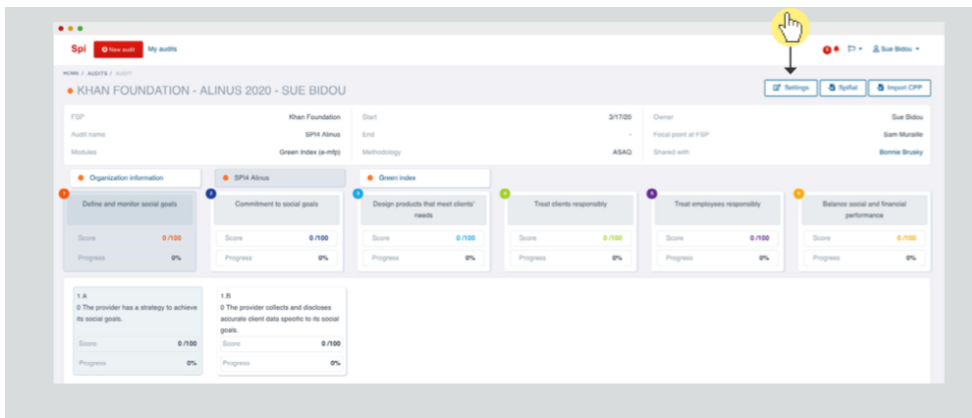 Spi New audit My audits Sue Bidou
HOME / AUDITS / AUDIT
KHAN FOUNDATION - ALINUS 2020 - SUE BIDOU Settings Spifiat Import CPP
FSP Khan Foundation Start 3/17/20 Owner Sue Bidou
Audit name SPI4 Alinus End - Focal point at FSP Sam Muraille
Modules Green Index (e-mfp) Methodology ASAQ Shared with Bonnie Brusky
Organization information SPI4 Alinus Green index
1 2 3 4 5 6
Define and monitor social goals Commitment to social goals Design products that meet clients' Treat clients responsibly Treat employees responsibly Balance social and financial
needs performance
Score 0 /100 Score 0 /100 Score 0 /100 Score 0 /100 Score 0 /100 Score 0 /100
Progress 0% Progress 0% Progress 0% Progress 0% Progress 0% Progress 0%
1.A 1.B
0 The provider has a strategy to achieve 0 The provider collects and discloses
its social goals. accurate client data specific to its social
goals.
Score 0 /100 Score 0 /100
Progress 0% Progress 0%